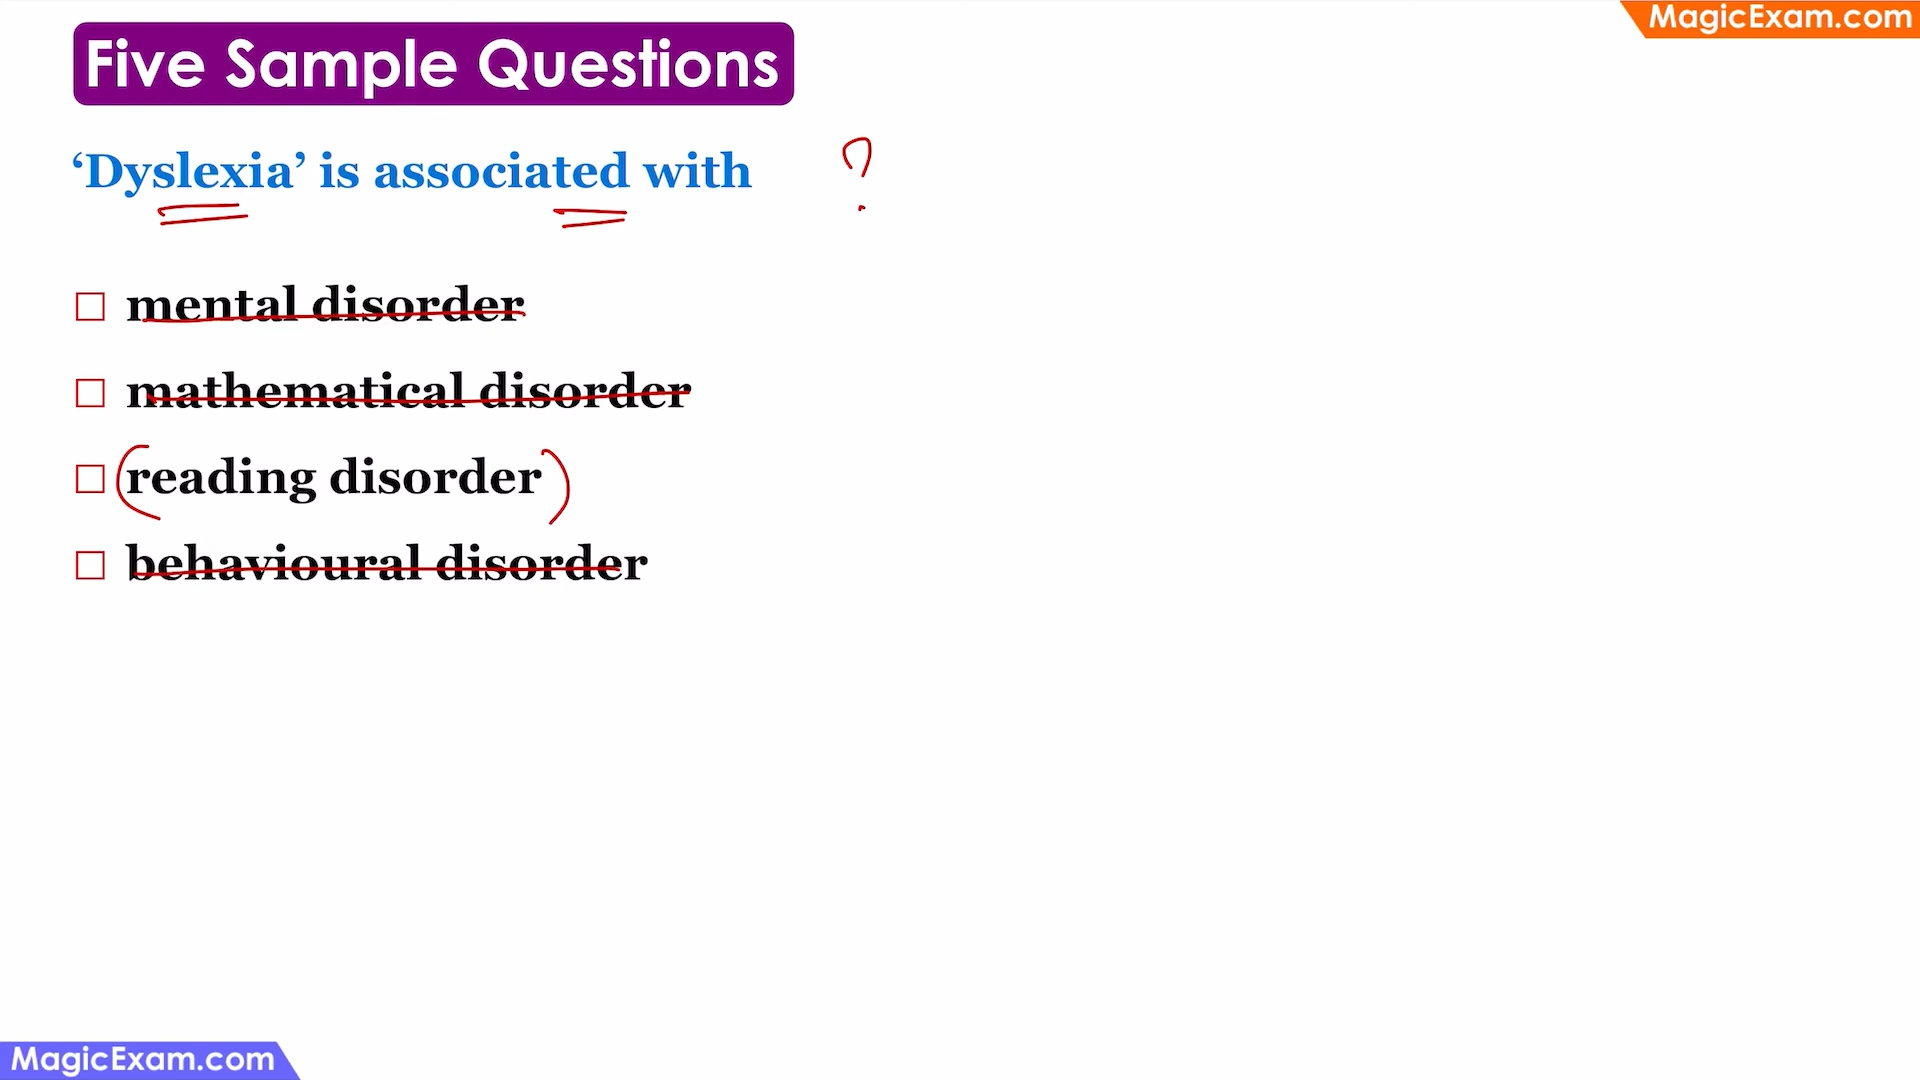 MagicExam.com
Five Sample Questions
‘Dyslexia’ is associated with ?
mental disorder
mathematical disorder
(reading disorder)
behavioural disorder
MagicExam.com